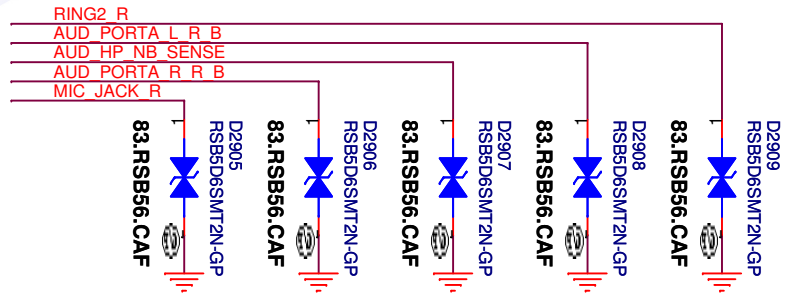 RING2_R
AUD_PORTA_L_R_B
AUD_HP_NB_SENSE
AUD_PORTA_R_R_B
MIC_JACK_R
1
D2905
RSB5D6SMT2N-GP
83.RSB56.CAF
1
D2906
RSB5D6SMT2N-GP
83.RSB56.CAF
1
D2907
RSB5D6SMT2N-GP
83.RSB56.CAF
1
D2908
RSB5D6SMT2N-GP
83.RSB56.CAF
1
D2909
RSB5D6SMT2N-GP
83.RSB56.CAF